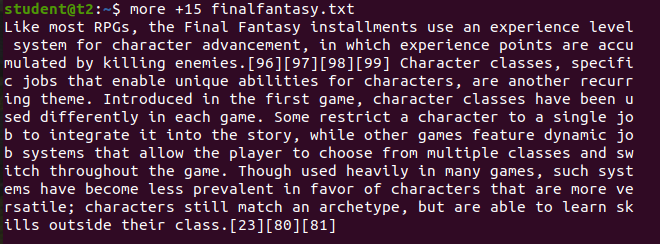 student@t2:~$ more +15 finalfantasy.txt
Like most RPGs, the Final Fantasy installments use an experience level
 system for character advancement, in which experience points are accu
mulated by killing enemies.[96][97][98][99] Character classes, specifi
c jobs that enable unique abilities for characters, are another recurr
ing theme. Introduced in the first game, character classes have been u
sed differently in each game. Some restrict a character to a single jo
b to integrate it into the story, while other games feature dynamic jo
b systems that allow the player to choose from multiple classes and sw
itch throughout the game. Though used heavily in many games, such syst
ems have become less prevalent in favor of characters that are more ve
rsatile; characters still match an archetype, but are able to learn sk
ills outside their class.[23][80][81]